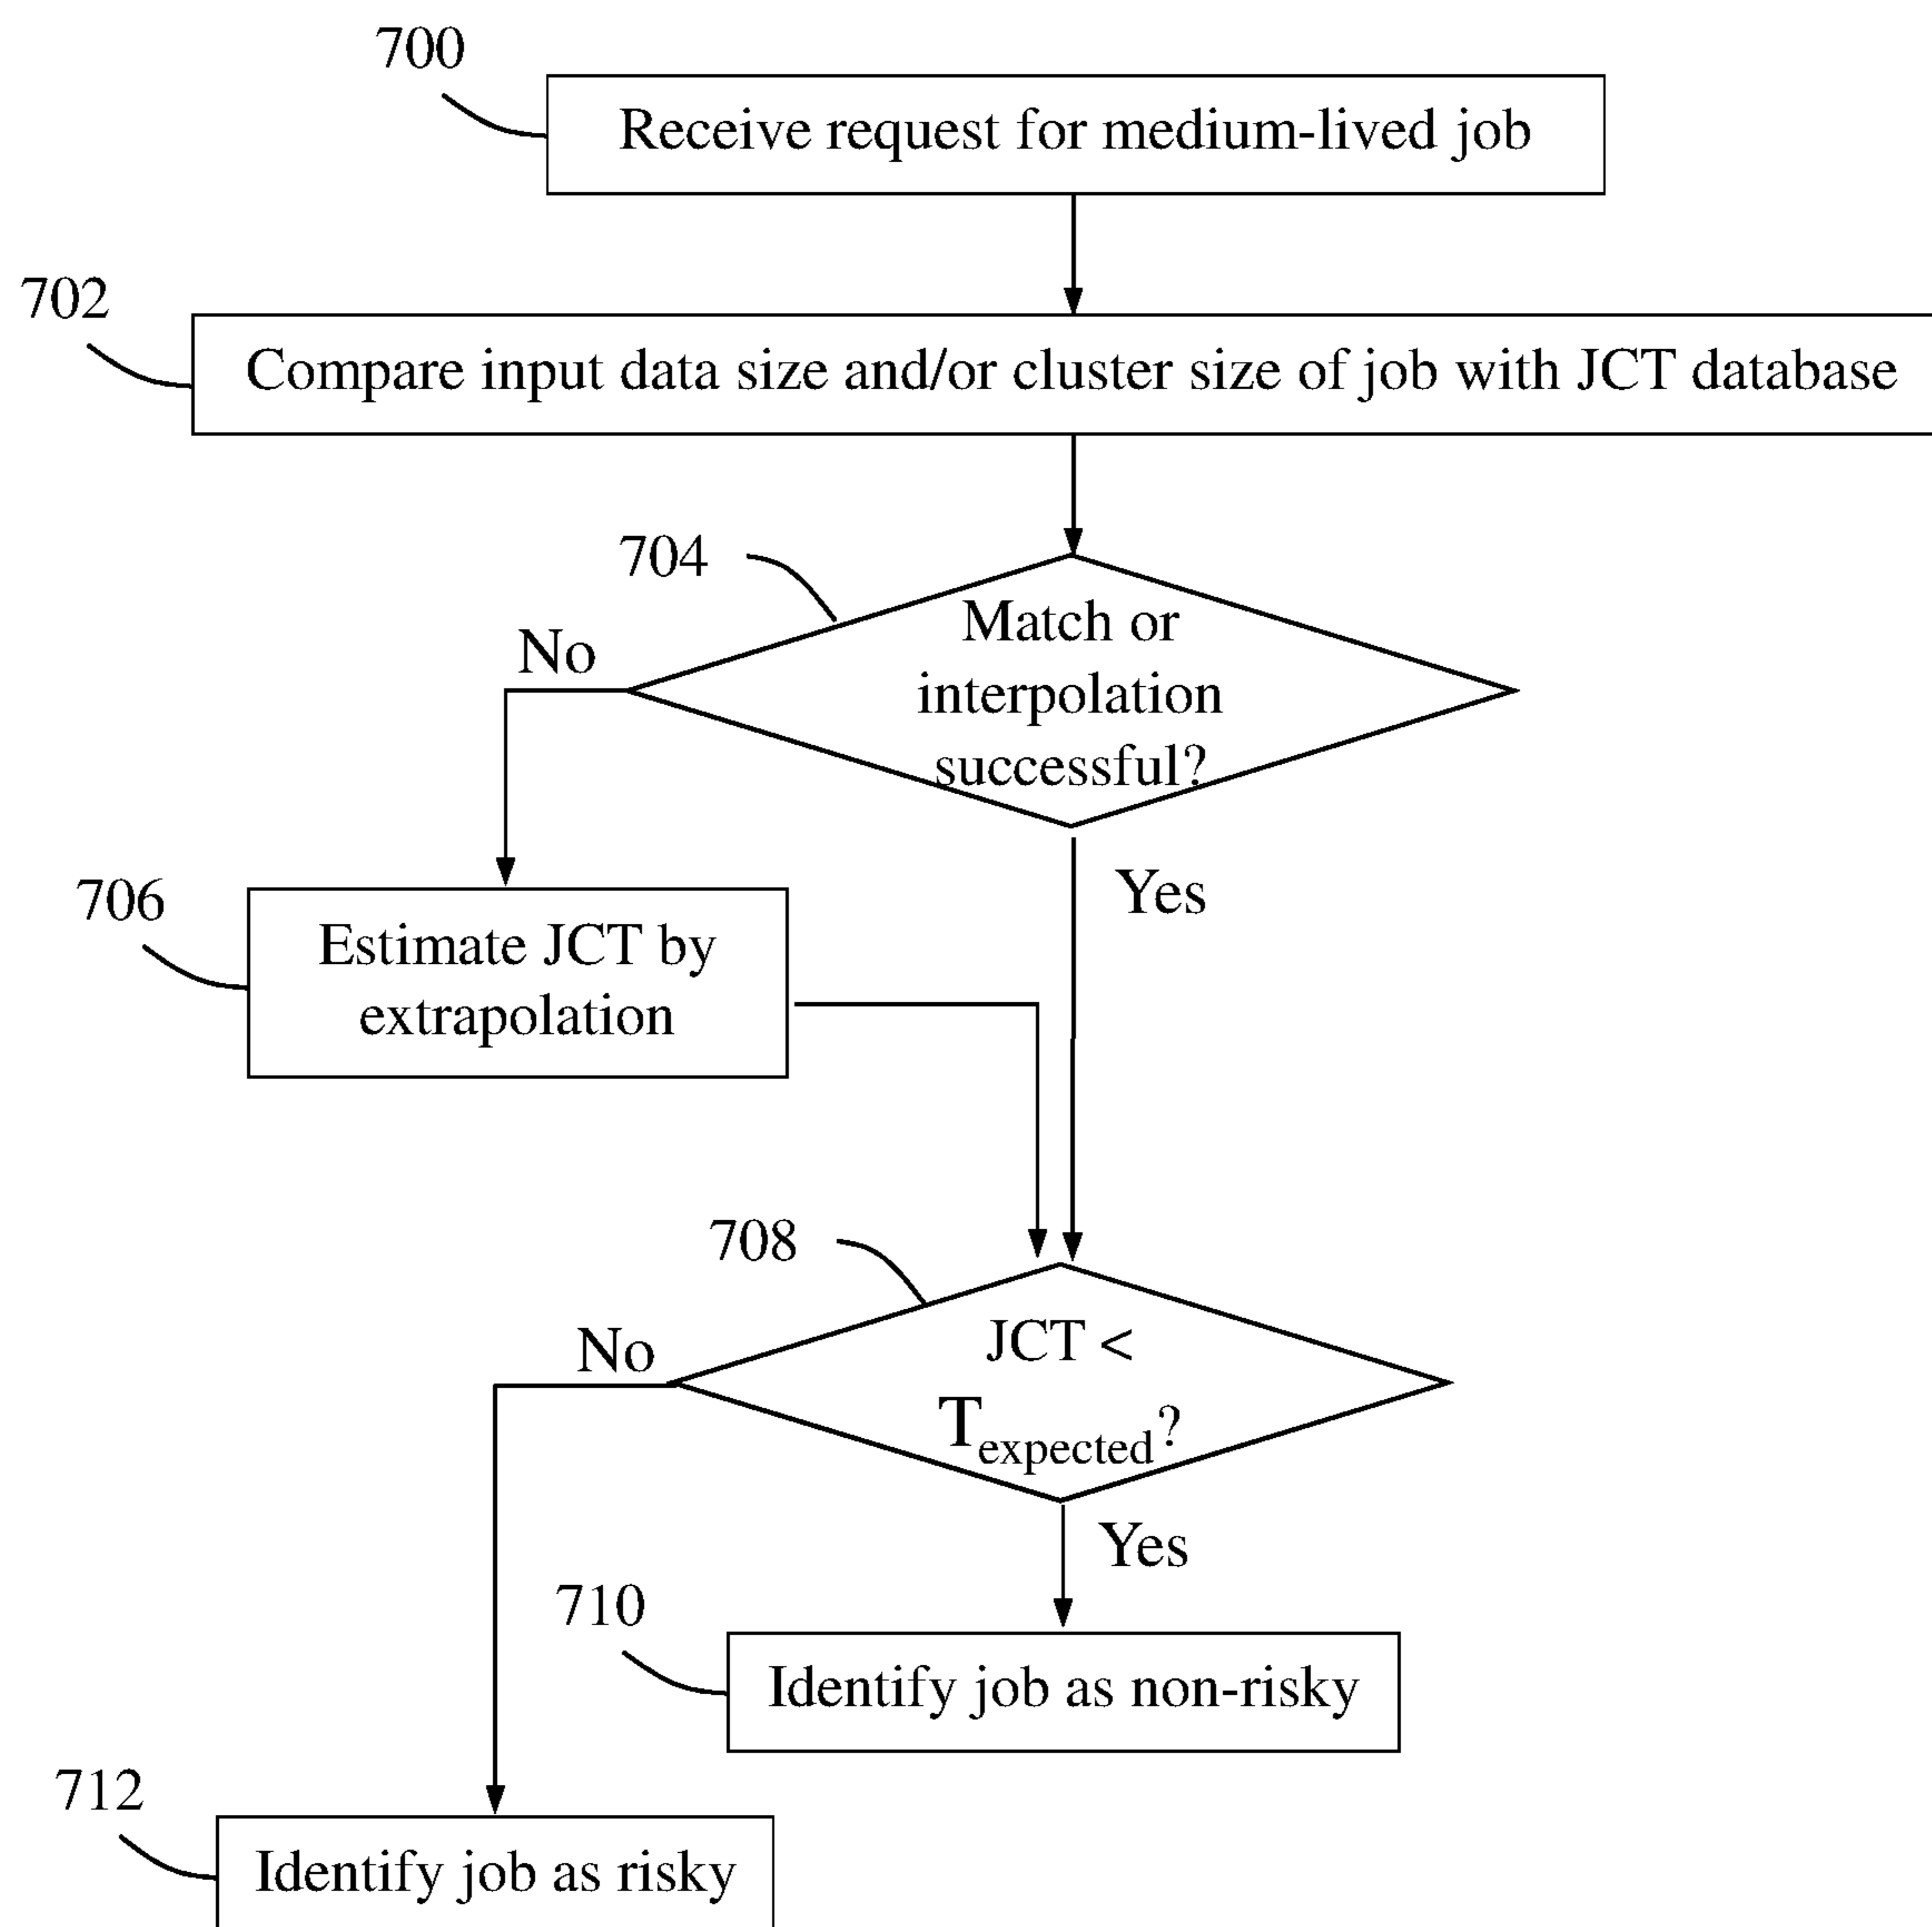 700
Receive request for medium-lived job
702
Compare input data size and/or cluster size of job with JCT database
704
Match or
interpolation
successful?
No
Yes
706
Estimate JCT by
extrapolation
708
JCT <
Texpected?
No
Yes
710
Identify job as non-risky
712
Identify job as risky